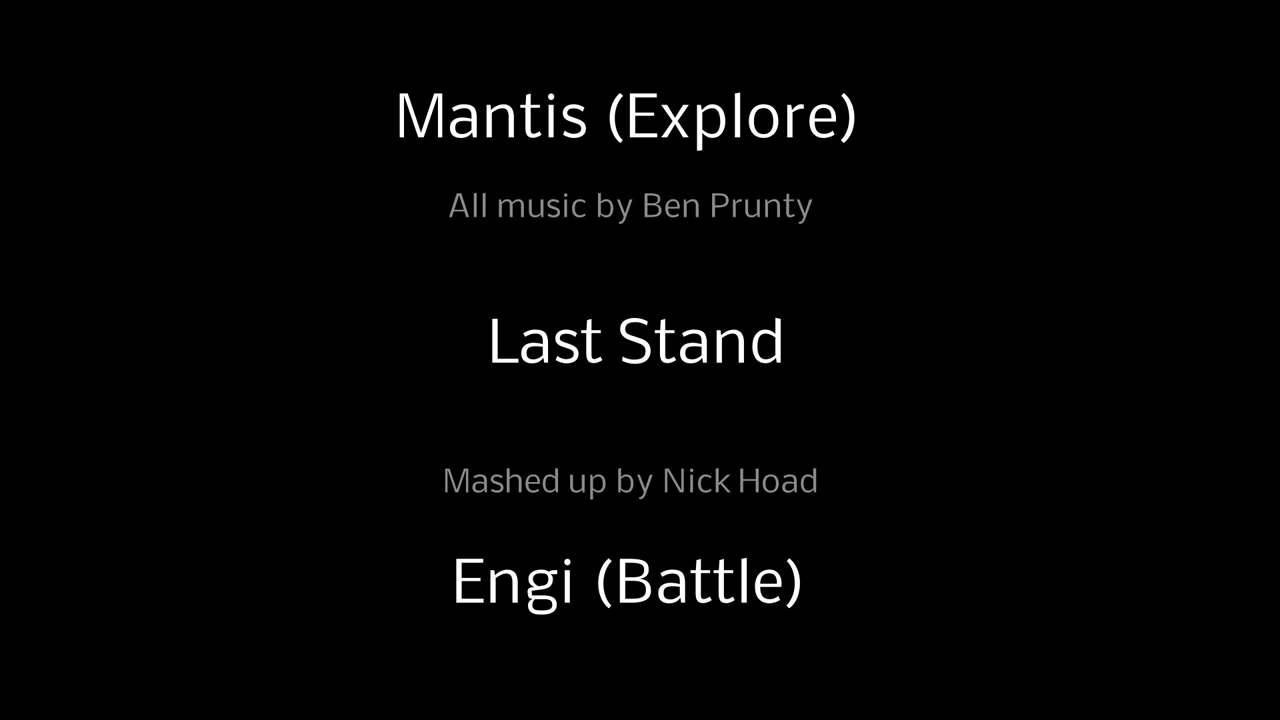 Mantis (Explore)
All music by Ben Prunty
Last Stand
Mashed up by Nick Hoad
Engi (Battle)